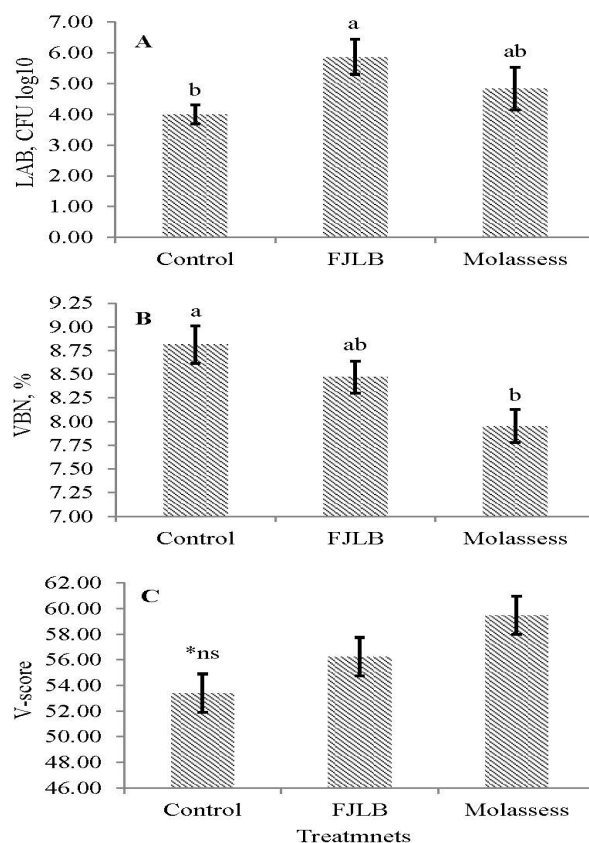 A
LAB, CFU log10
7.00
6.00
5.00
4.00
3.00
2.00
1.00
0.00
b
a
ab
Control FJLB Molassess
B
VBN, %
9.25
9.00
8.75
8.50
8.25
8.00
7.75
7.50
7.25
7.00
a
ab
b
Control FJLB Molassess
C
V-score
62.00
60.00
58.00
56.00
54.00
52.00
50.00
48.00
46.00
*ns
Control FJLB Molassess
Treatmnets